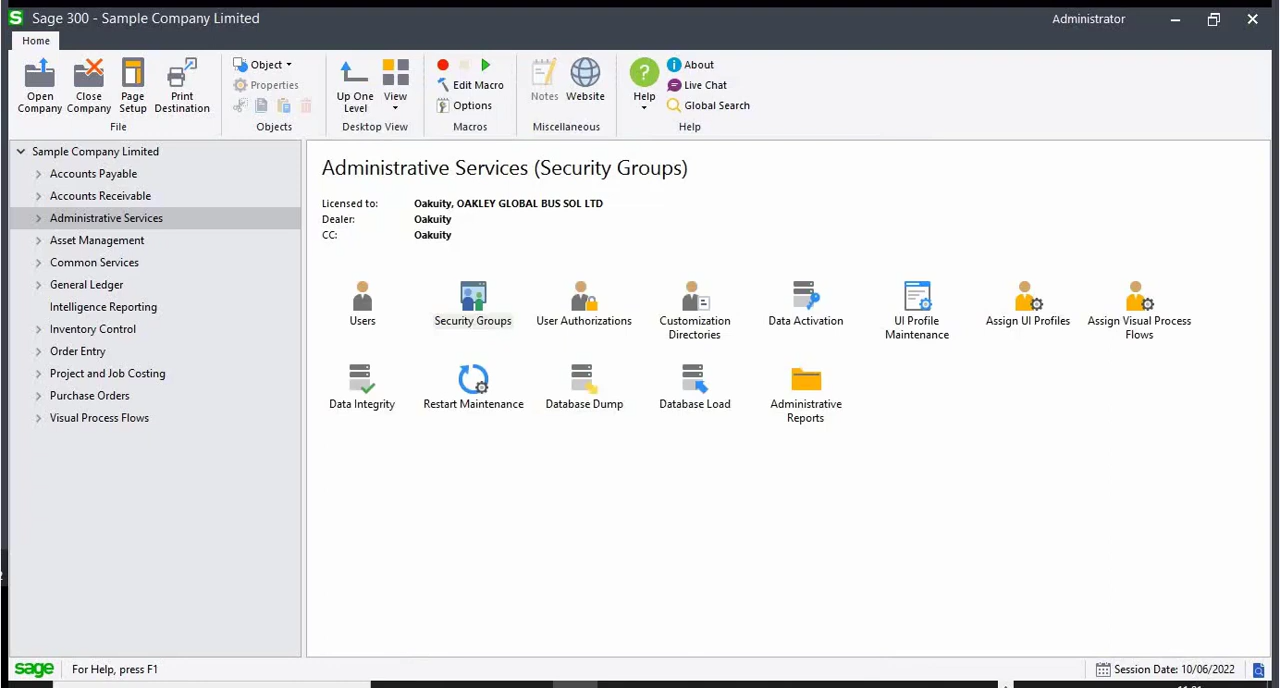 Sage 300 - Sample Company Limited
Administrator
Home
Open Company
Close Company
Page Setup
Print Destination
File
Object
Properties
Objects
Up One Level
View
Desktop View
Edit Macro
Options
Macros
Notes
Website
Miscellaneous
Help
About
Live Chat
Global Search
Help
Sample Company Limited
Accounts Payable
Accounts Receivable
Administrative Services
Asset Management
Common Services
General Ledger
Intelligence Reporting
Inventory Control
Order Entry
Project and Job Costing
Purchase Orders
Visual Process Flows
Administrative Services (Security Groups)
Licensed to: Oakuity, OAKLEY GLOBAL BUS SOL LTD
Dealer: Oakuity
CC: Oakuity
Users
Security Groups
User Authorizations
Customization Directories
Data Activation
UI Profile Maintenance
Assign UI Profiles
Assign Visual Process Flows
Data Integrity
Restart Maintenance
Database Dump
Database Load
Administrative Reports
sage
For Help, press F1
Session Date: 10/06/2022